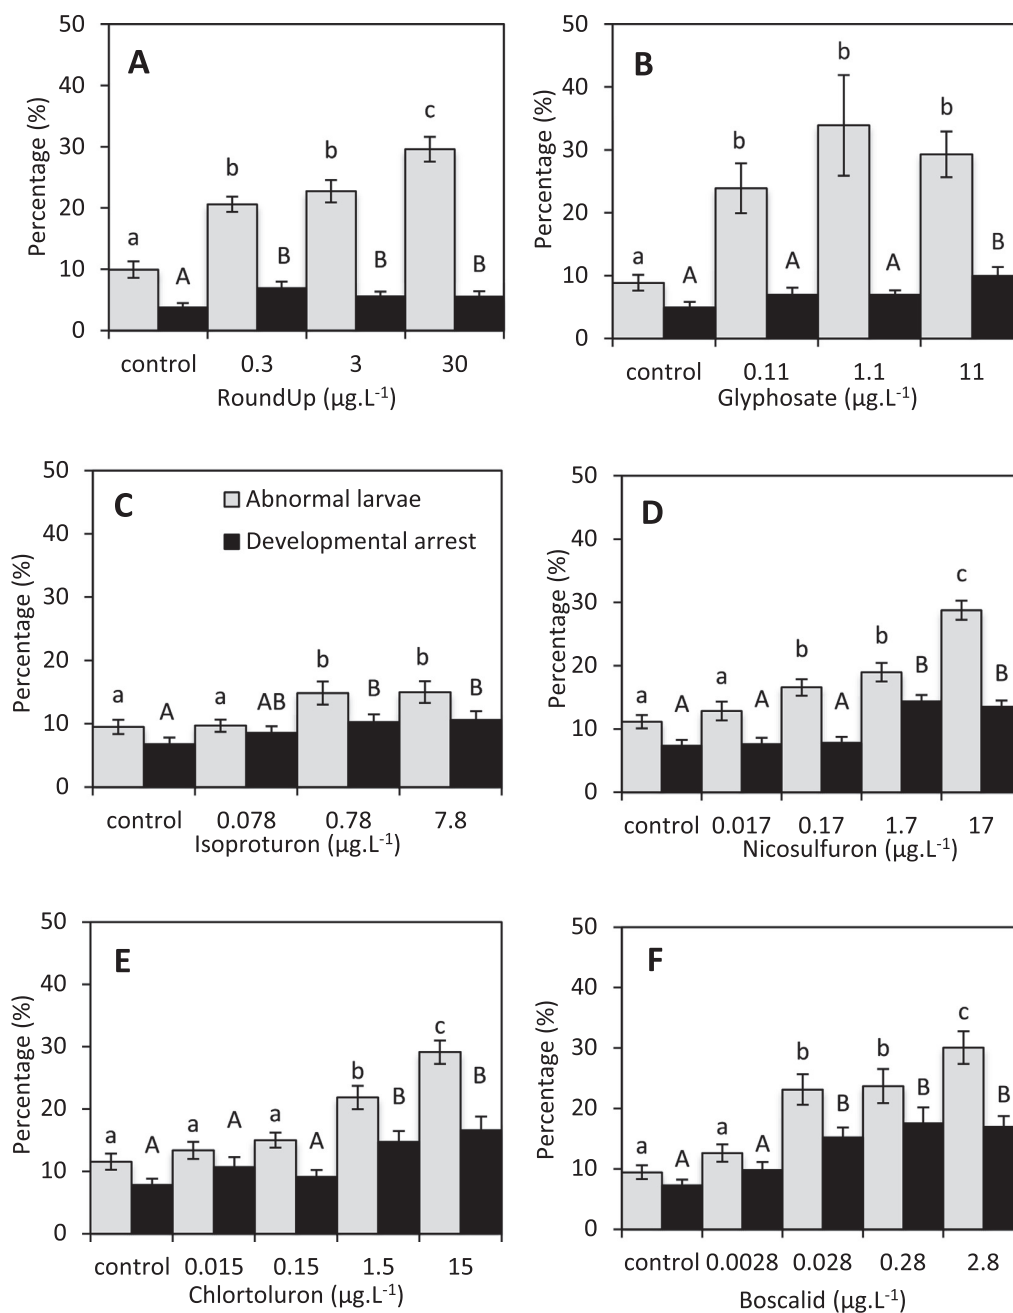 50
A
40
30
20
10
0
Percentage (%)
a
A
b
B
b
B
c
B
control 0.3 3 30
RoundUp (µg.L-1)
50
B
40
30
20
10
0
Percentage (%)
a
A
b
A
b
A
b
B
control 0.11 1.1 11
Glyphosate (µg.L-1)
50
C
40
30
20
10
0
Percentage (%)
Abnormal larvae
Developmental arrest
a
A
a
AB
b
B
b
B
control 0.078 0.78 7.8
Isoproturon (µg.L-1)
50
D
40
30
20
10
0
Percentage (%)
a
A
a
A
b
A
b
B
c
B
control 0.017 0.17 1.7 17
Nicosulfuron (µg.L-1)
50
E
40
30
20
10
0
Percentage (%)
a
A
a
A
a
A
b
B
c
B
control 0.015 0.15 1.5 15
Chlortoluron (µg.L-1)
50
F
40
30
20
10
0
Percentage (%)
a
A
a
A
b
B
b
B
c
B
control 0.0028 0.028 0.28 2.8
Boscalid (µg.L-1)